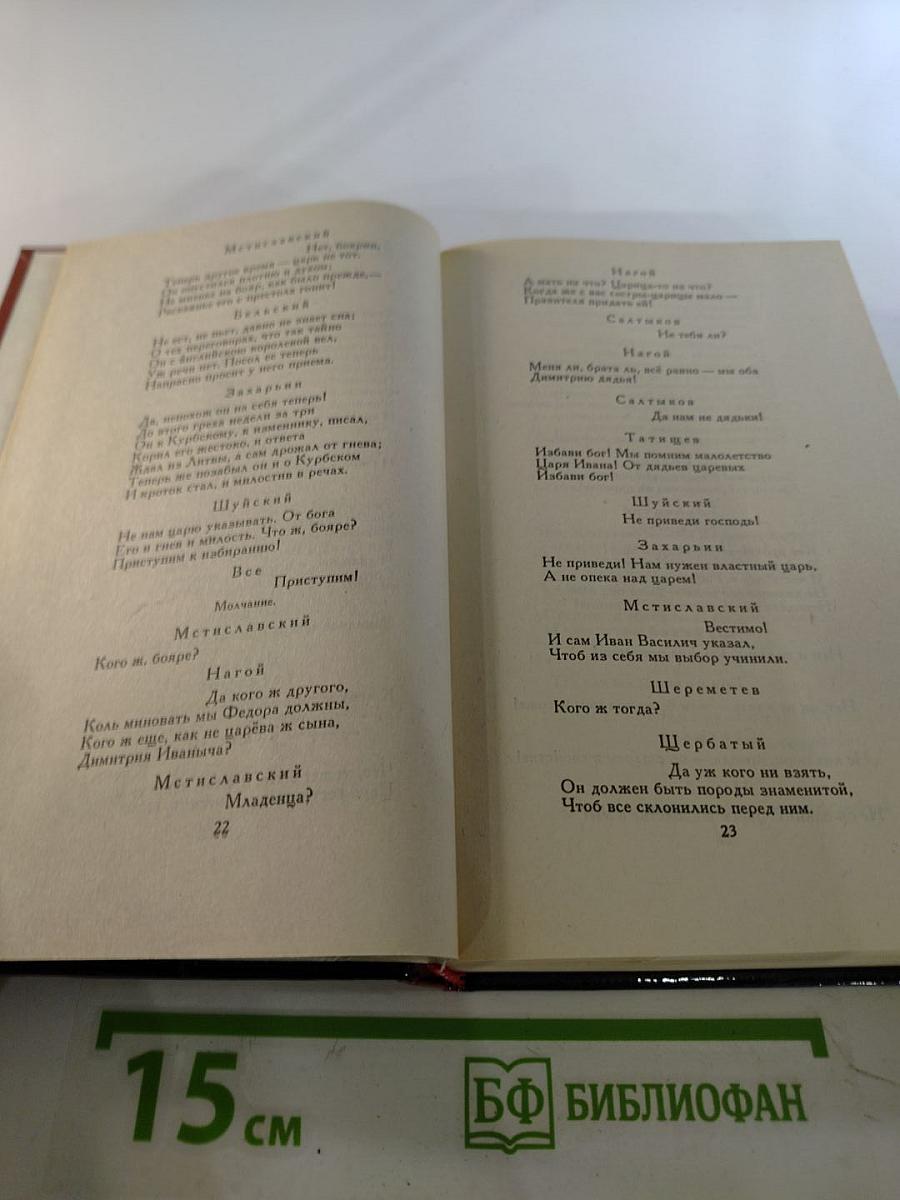 Мстиславский
Нет, бояре,
Теперь другое время — царь не тот.
Он опустился плотию и духом;
Не мнение бояр, как было прежде, —
Раскаянье его с престола гонит!
Бельский
Не ест, не пьет, давно не знает сна;
О тех переговорах, что так тайно
Он с английскою королевой вел,
Уж речи нет. Посол ее теперь
Напрасно просит у него приема.
Захарьин
Да, непохож он на себя теперь!
До этого греха недели за три
Он к Курбскому, к изменнику, писал,
Корил его жестоко, и ответа
Ждал из Литвы, а сам дрожал от гнева;
Теперь же позабыл он и о Курбском
И кроток стал, и милостив в речах.
Шуйский
Не нам царю указывать. От бога
Его и гнев и милость. Что ж, бояре?
Приступим к избиранию!
Все
Приступим!
Молчание.
Мстиславский
Кого ж, бояре?
Нагой
Да кого ж другого,
Коль миновать мы Федора должны,
Кого ж еще, как не царёва ж сына,
Димитрия Иваныча?
Мстиславский
Младенца?
22
Нагой
А мать на что? Царица-то на что?
Когда же с вас сестры-царицы мало —
Правителя придать ей!
Салтыков
Не тебя ли?
Нагой
Меня ли, брата ль, всё равно — мы оба
Димитрию дядья!
Салтыков
Да нам не дядьки!
Татищев
Избави бог! Мы помним малолетство
Царя Ивана! От дядьев царевых
Избави бог!
Шуйский
Не приведи господь!
Захарьин
Не приведи! Нам нужен властный царь,
А не опека над царем!
Мстиславский
Вестимо!
И сам Иван Василич указал,
Чтоб из себя мы выбор учинили.
Шереметев
Кого ж тогда?
Щербатый
Да уж кого ни взять,
Он должен быть породы знаменитой,
Чтоб все склонились перед ним.
23
15 см
БФ БИБЛИОФАН